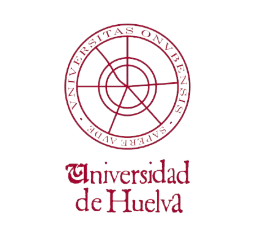 VNIVERSITAS ONVBENSIS · SAPERE AVDE ·
Universidad
de Huelva